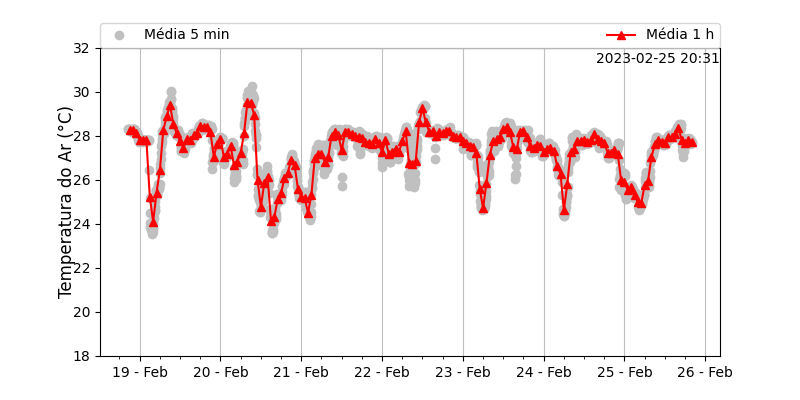 Média 5 min
Média 1 h
2023-02-25 20:31
Temperatura do Ar (°C)
32
30
28
26
24
22
20
18
19 - Feb
20 - Feb
21 - Feb
22 - Feb
23 - Feb
24 - Feb
25 - Feb
26 - Feb